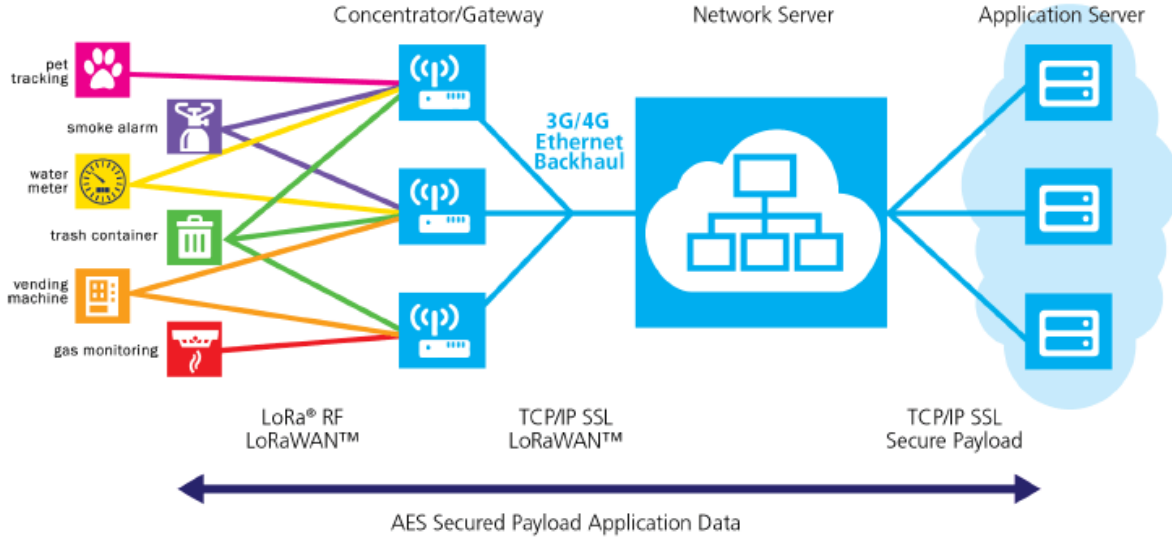 Concentrator/Gateway
Network Server
Application Server
pet
tracking
smoke alarm
water
meter
trash container
vending
machine
gas monitoring
3G/4G
Ethernet
Backhaul
LoRa® RF
LoRaWAN™
TCP/IP SSL
LoRaWAN™
TCP/IP SSL
Secure Payload
AES Secured Payload Application Data